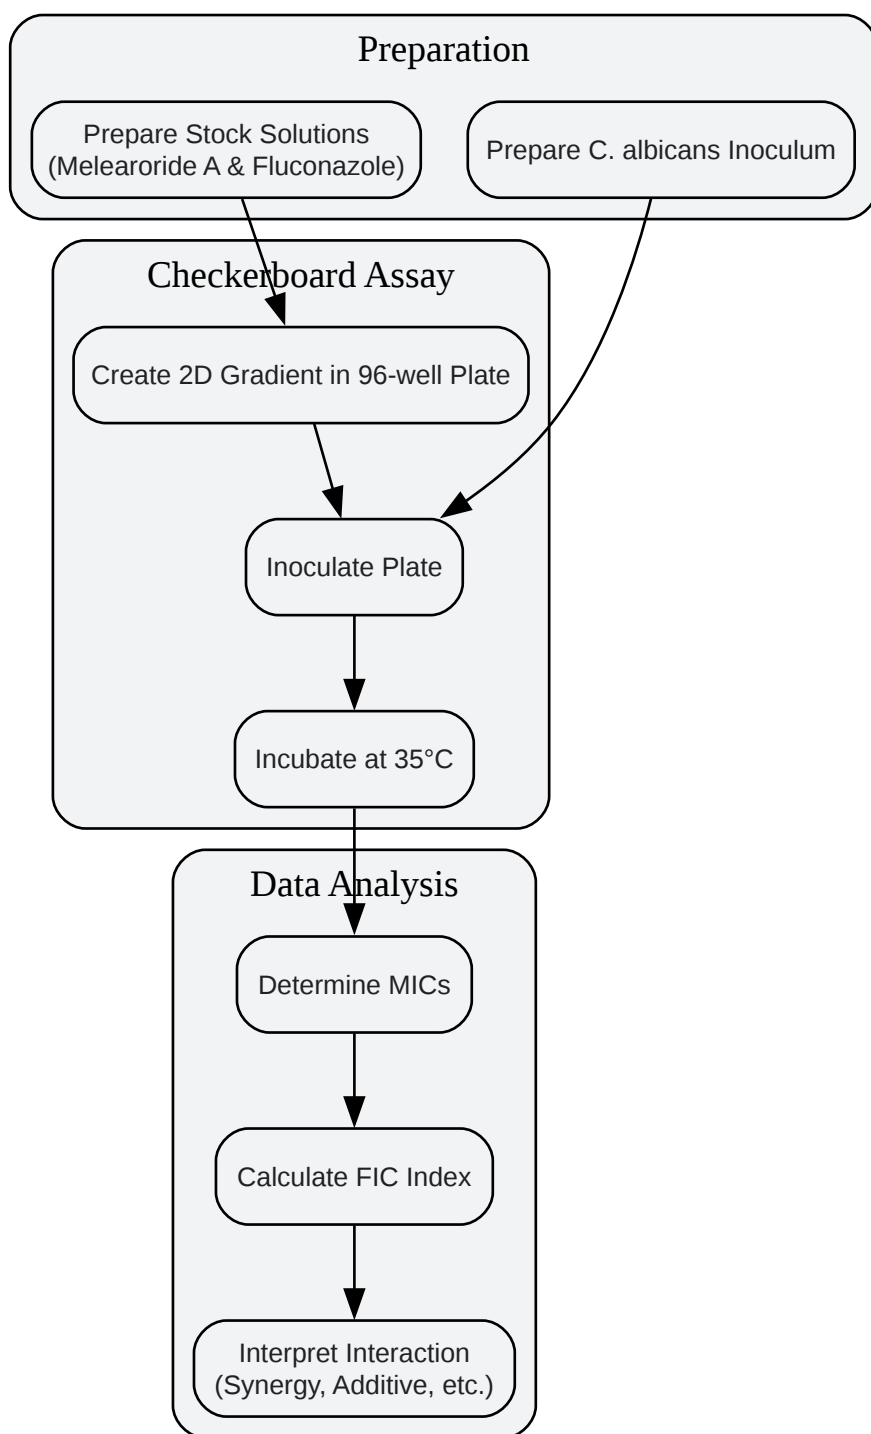 Preparation
Prepare Stock Solutions
(Melearoride A & Fluconazole)
Prepare C. albicans Inoculum
Checkerboard Assay
Create 2D Gradient in 96-well Plate
Inoculate Plate
Incubate at 35°C
Data Analysis
Determine MICs
Calculate FIC Index
Interpret Interaction
(Synergy, Additive, etc.)